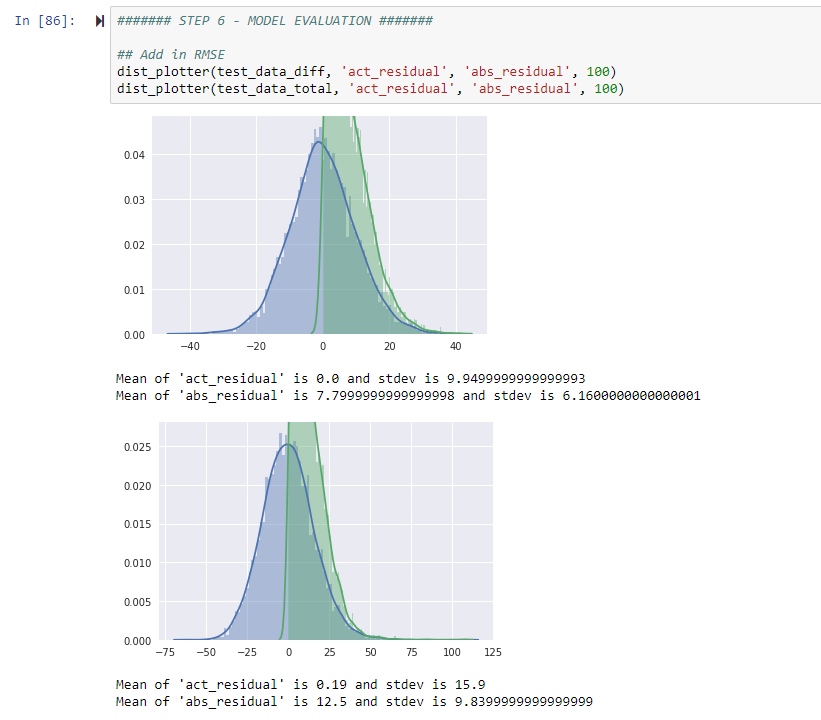 In [86]:
####### STEP 6 - MODEL EVALUATION #######
## Add in RMSE
dist_plotter(test_data_diff, 'act_residual', 'abs_residual', 100)
dist_plotter(test_data_total, 'act_residual', 'abs_residual', 100)
0.04
0.03
0.02
0.01
0.00
−40 −20 0 20 40
Mean of 'act_residual' is 0.0 and stdev is 9.9499999999999993
Mean of 'abs_residual' is 7.7999999999999998 and stdev is 6.1600000000000001
0.025
0.020
0.015
0.010
0.005
0.000
−75 −50 −25 0 25 50 75 100 125
Mean of 'act_residual' is 0.19 and stdev is 15.9
Mean of 'abs_residual' is 12.5 and stdev is 9.8399999999999999